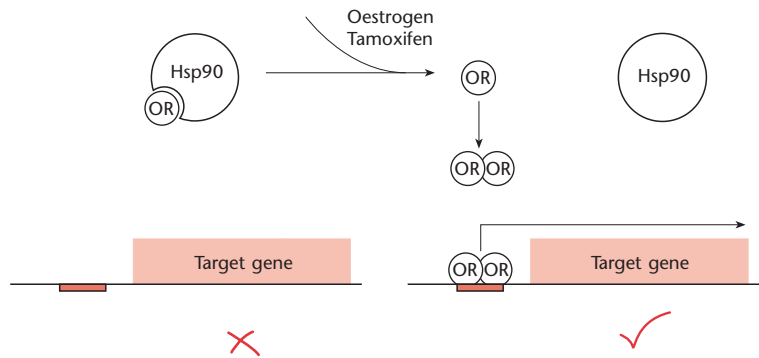 Oestrogen
Tamoxifen
Hsp90
OR
OR
Hsp90
OR OR
Target gene
OR OR
Target gene